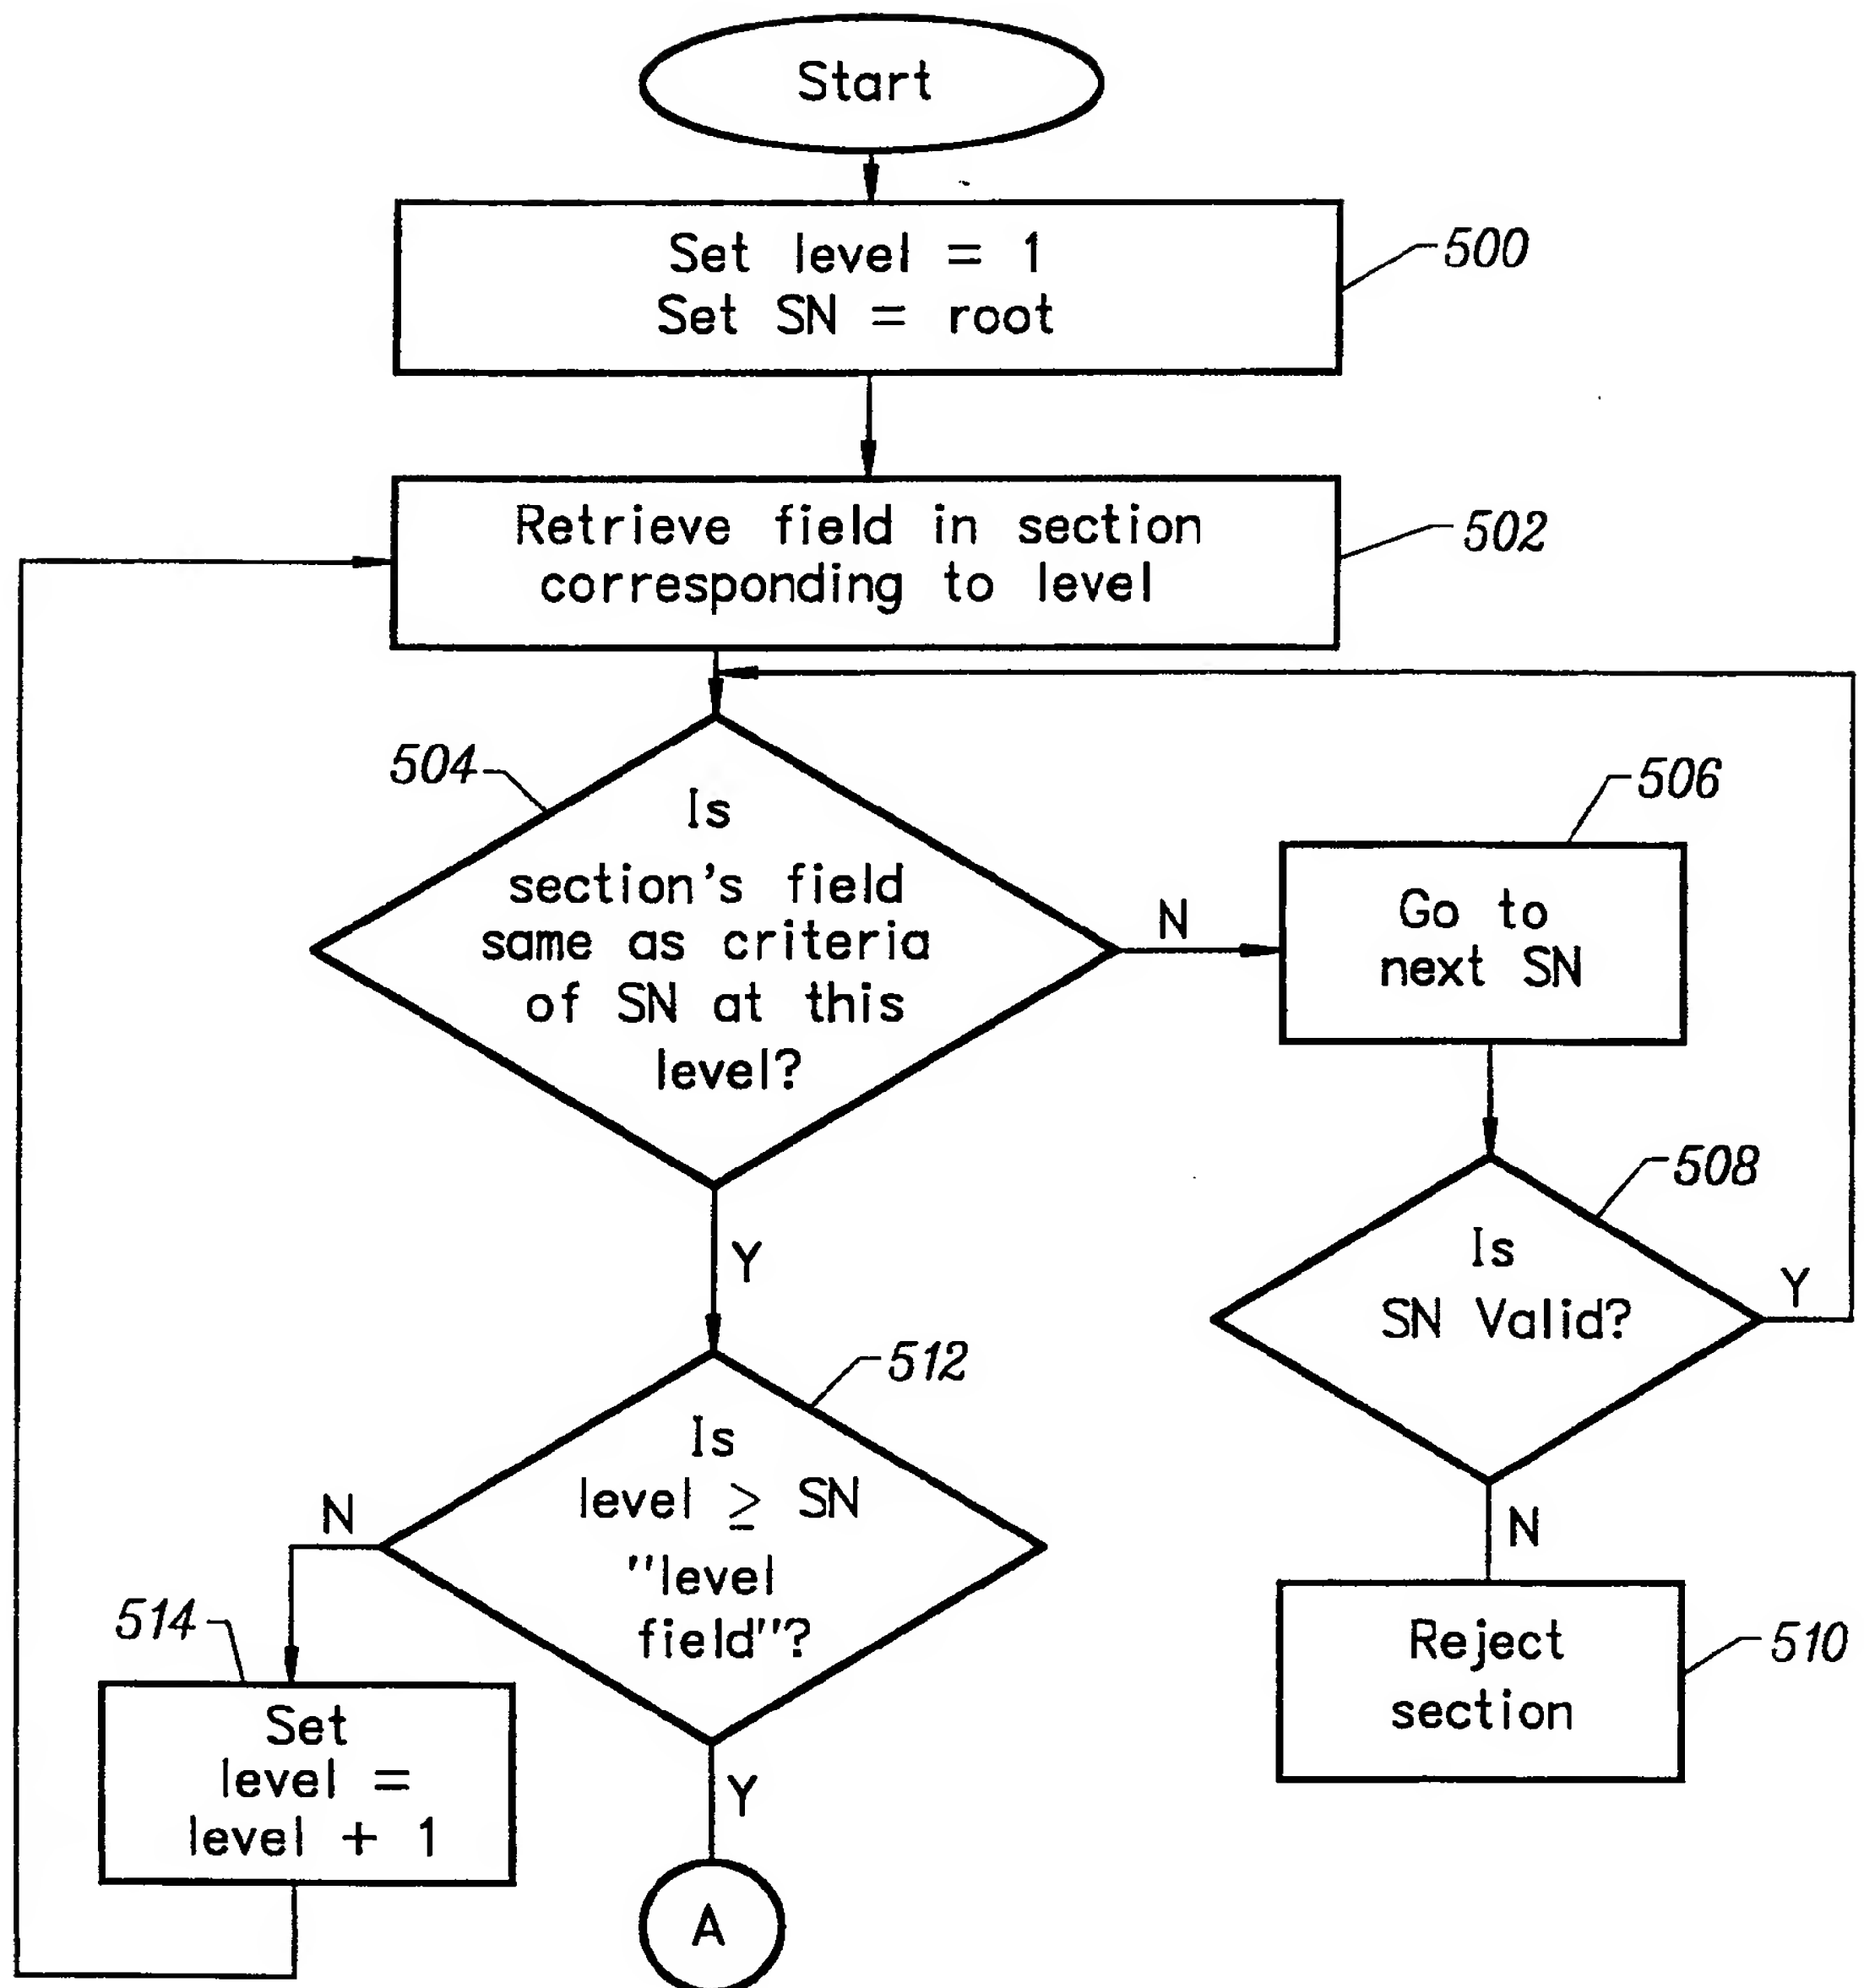 Start
Set level = 1
Set SN = root
500
Retrieve field in section
corresponding to level
502
504
Is
section's field
same as criteria
of SN at this
level?
N
506
Go to
next SN
508
Is
SN Valid?
Y
N
Reject
section
510
Y
512
Is
level ≥ SN
"level
field"?
N
514
Set
level =
level + 1
Y
A